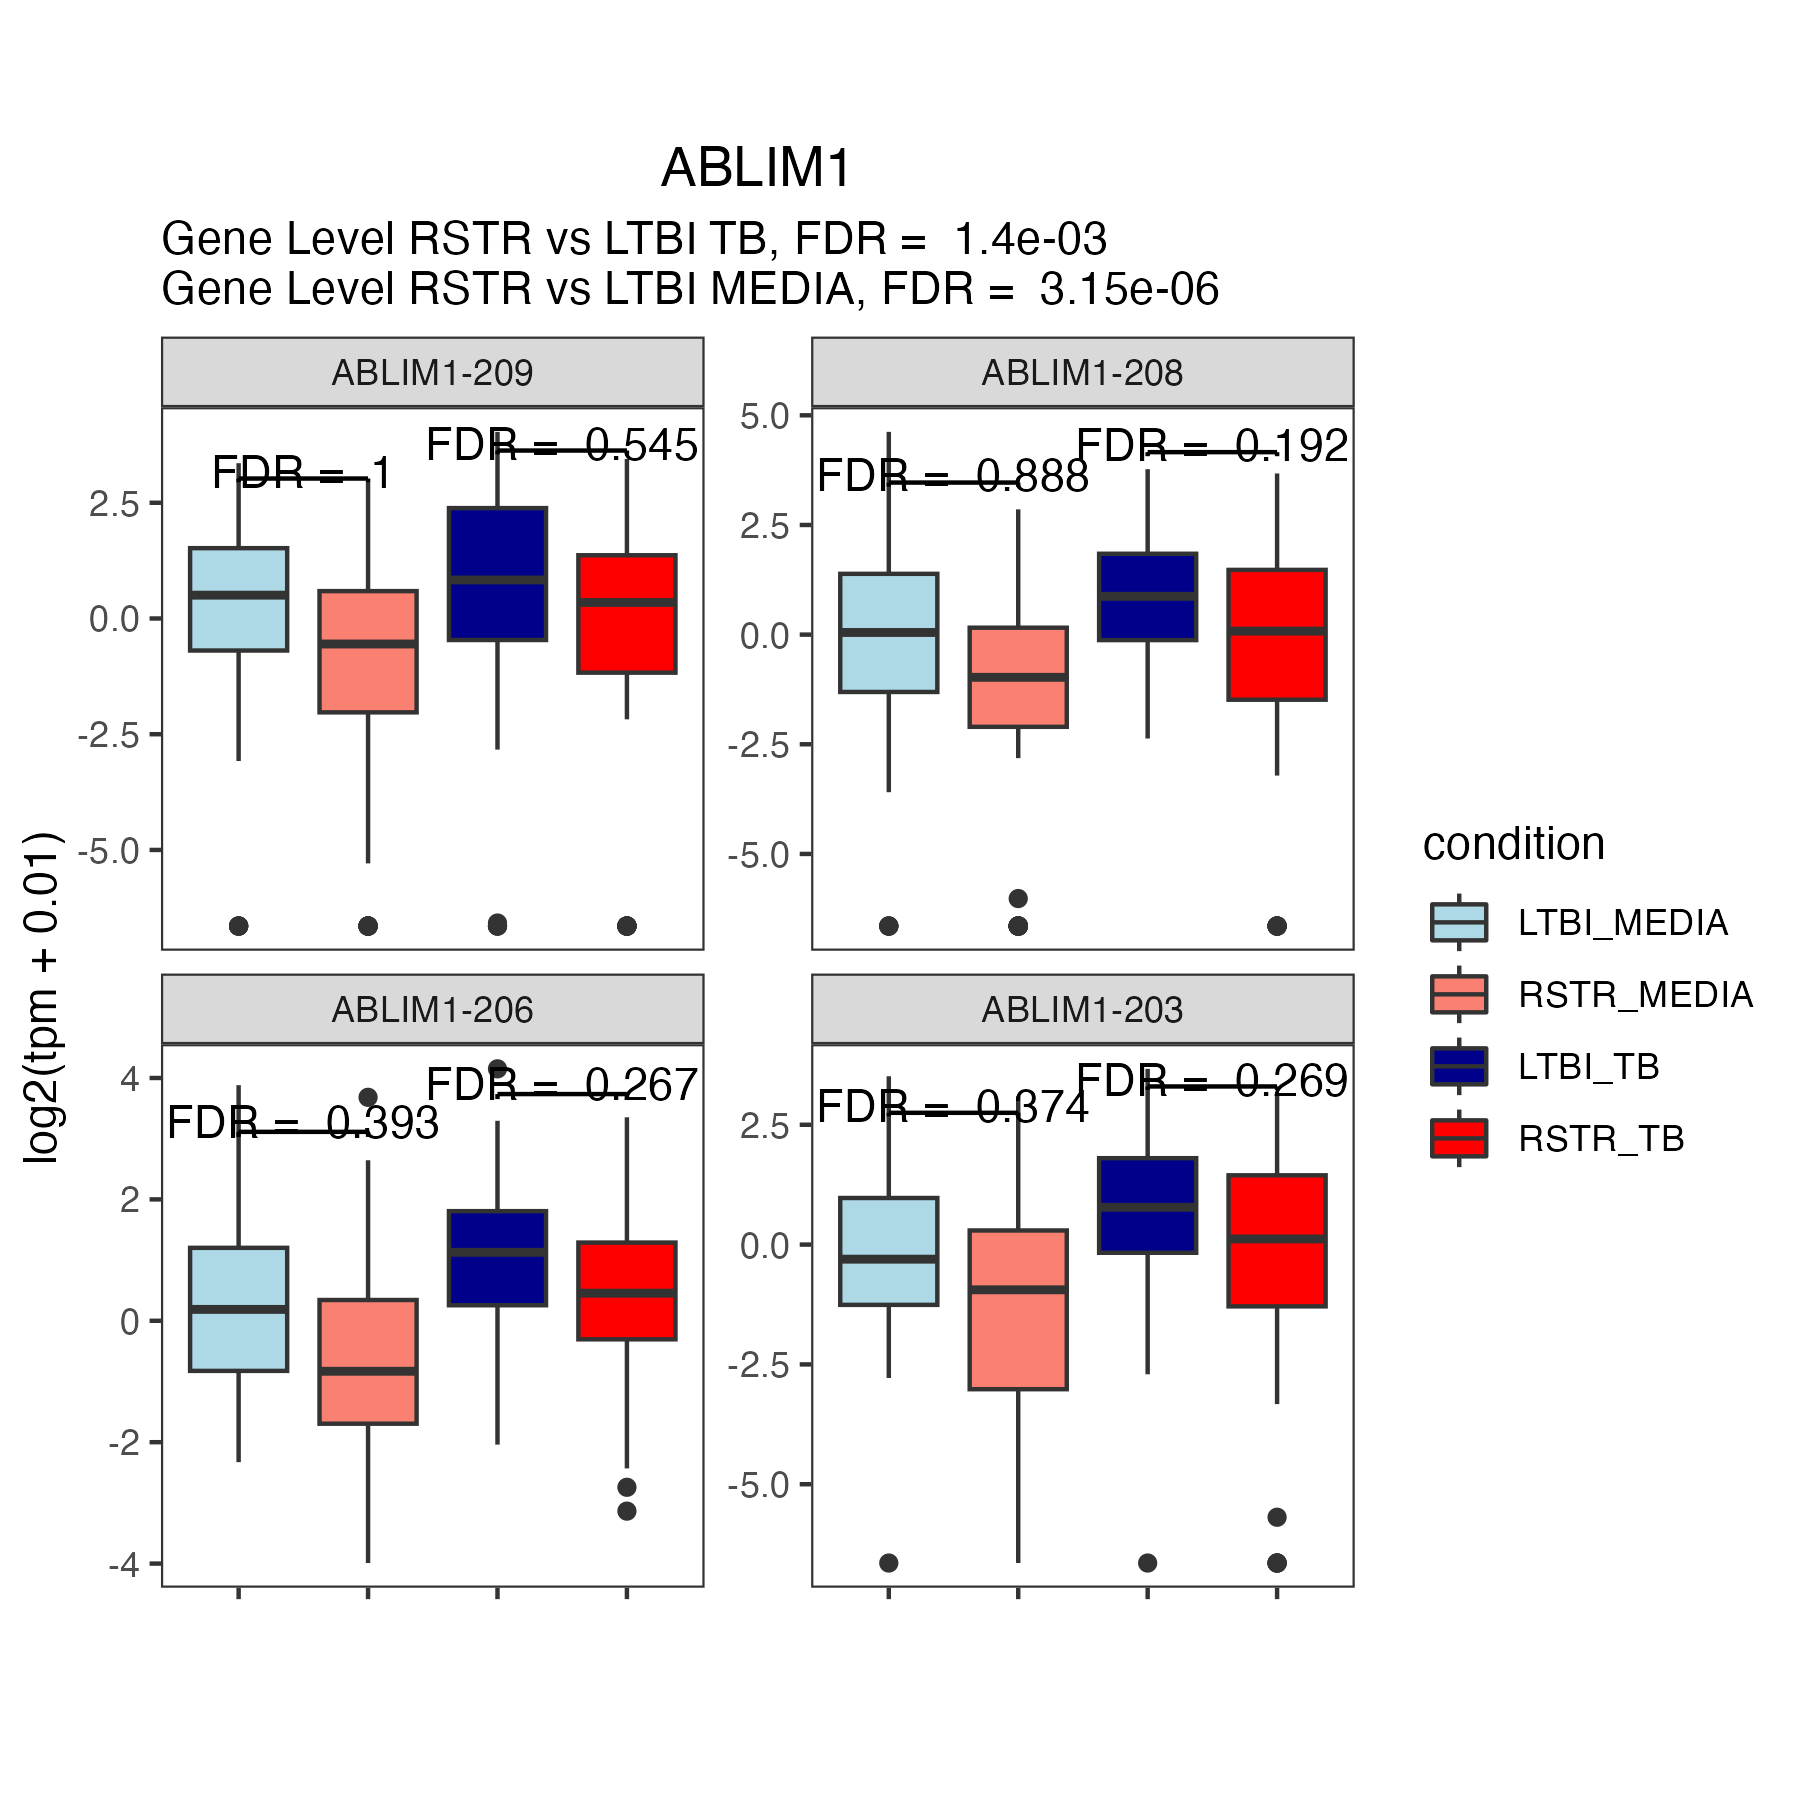 ABLIM1
Gene Level RSTR vs LTBI TB, FDR =  1.4e-03
Gene Level RSTR vs LTBI MEDIA, FDR =  3.15e-06
ABLIM1-209
FDR =  1
FDR =  0.545
2.5
0.0
-2.5
-5.0
ABLIM1-208
FDR =  0.888
FDR =  0.192
5.0
2.5
0.0
-2.5
-5.0
ABLIM1-206
FDR =  0.393
FDR =  0.267
4
2
0
-2
-4
ABLIM1-203
FDR =  0.374
FDR =  0.269
2.5
0.0
-2.5
-5.0
log2(tpm + 0.01)
condition
LTBI_MEDIA
RSTR_MEDIA
LTBI_TB
RSTR_TB